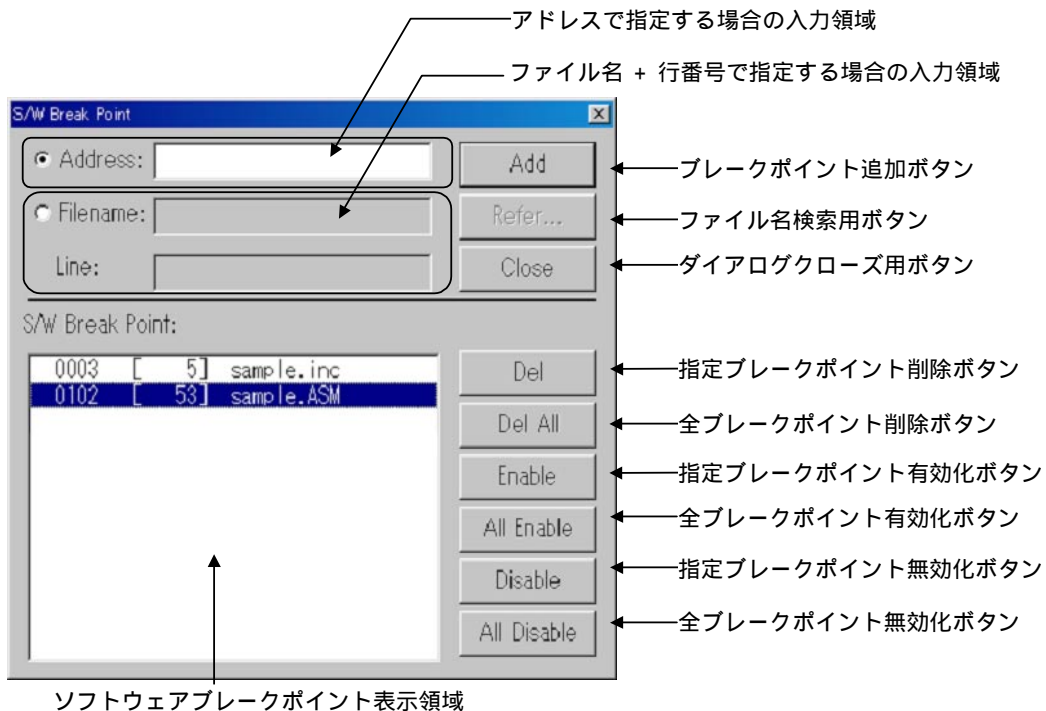 アドレスで指定する場合の入力領域
ファイル名 + 行番号で指定する場合の入力領域
S/W Break Point
Address:
Add
ブレークポイント追加ボタン
Filename:
Refer...
ファイル名検索用ボタン
Line:
Close
ダイアログクローズ用ボタン
S/W Break Point:
0003 [ 5] sample.inc
0102 [ 53] sample.ASM
Del
指定ブレークポイント削除ボタン
Del All
全ブレークポイント削除ボタン
Enable
指定ブレークポイント有効化ボタン
All Enable
全ブレークポイント有効化ボタン
Disable
指定ブレークポイント無効化ボタン
All Disable
全ブレークポイント無効化ボタン
ソフトウェアブレークポイント表示領域